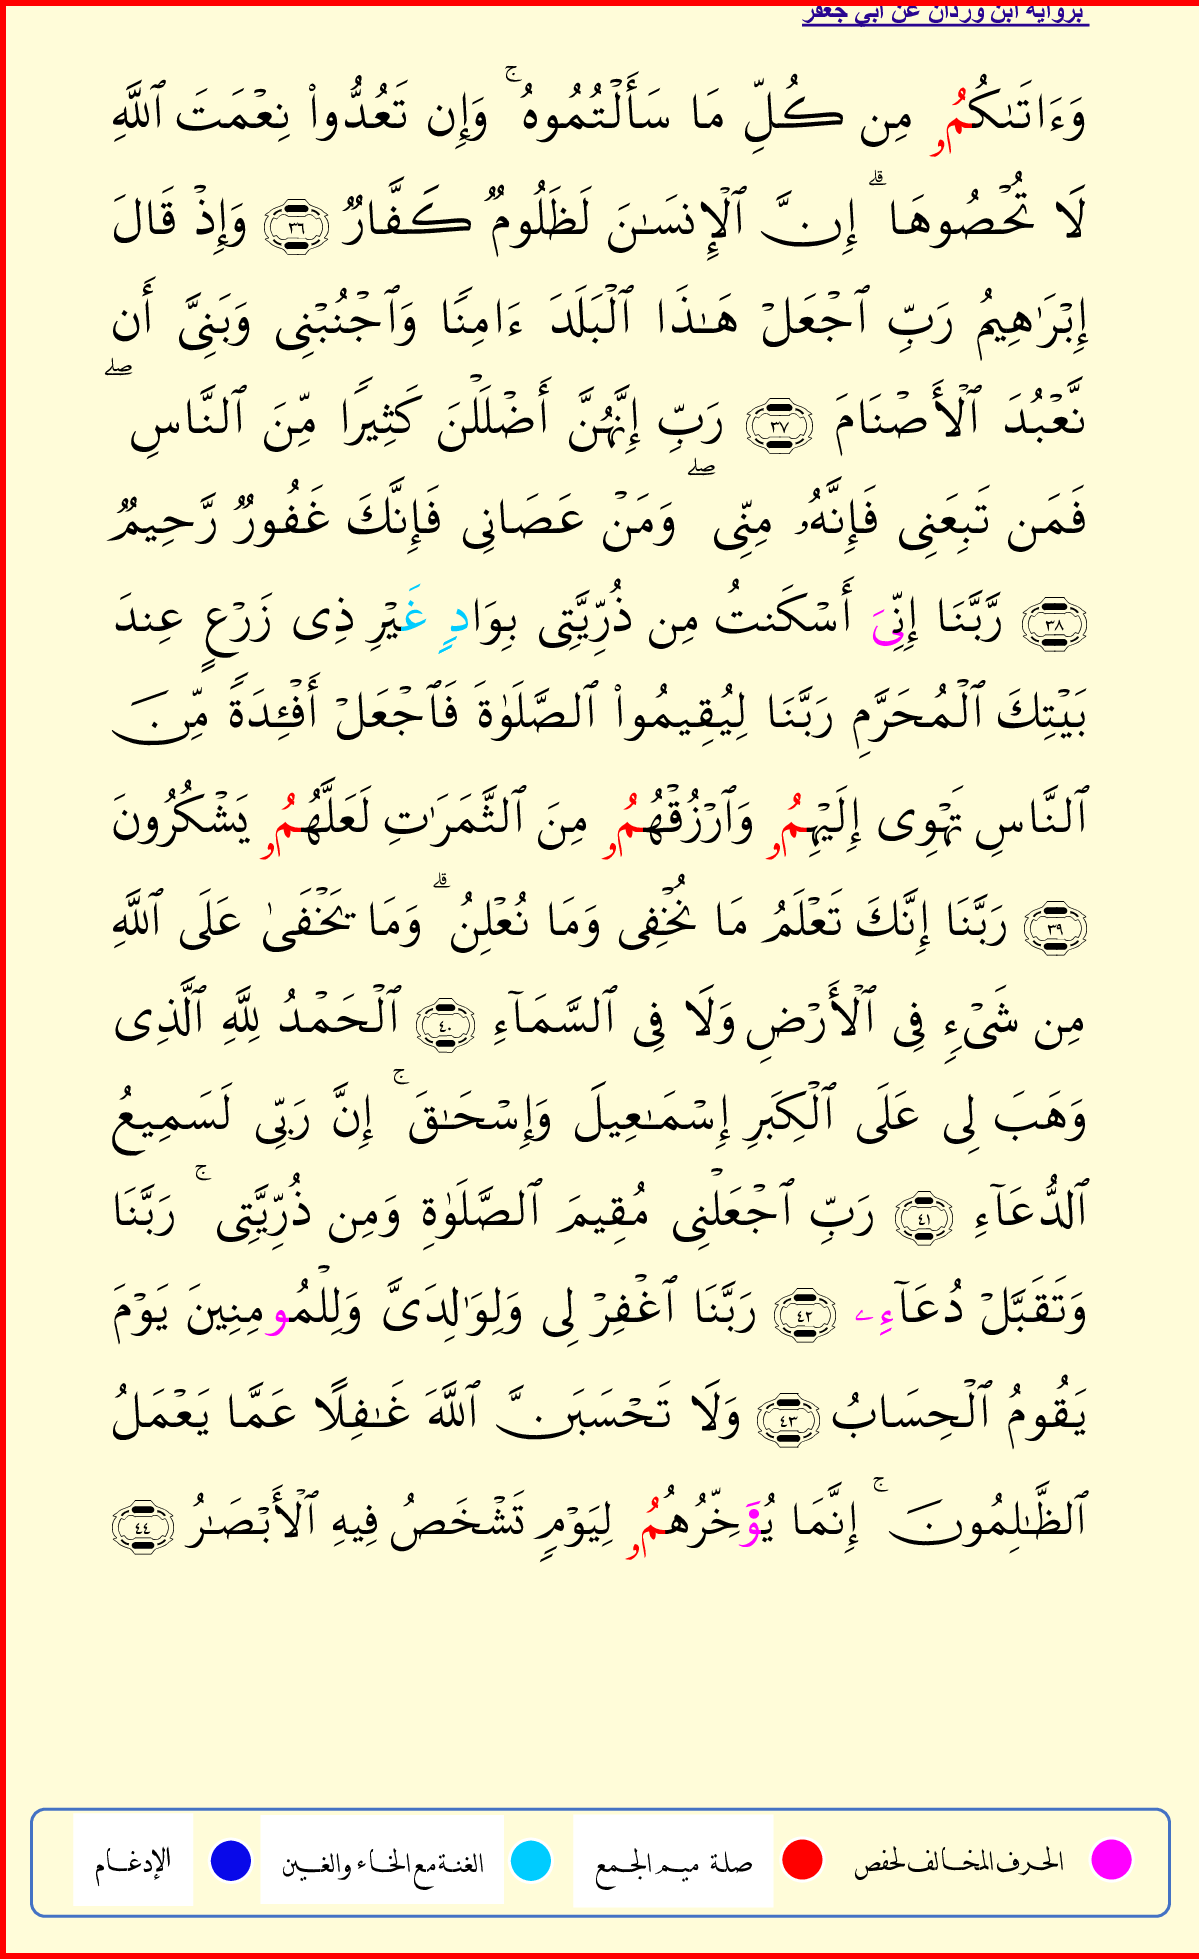 برواية ابن وردان عن أبي جعفر
وَءَاتَىٰكُمُۥ مِن كُلِّ مَا سَأَلْتُمُوهُ ۚ وَإِن تَعُدُّوا۟ نِعْمَتَ ٱللَّهِ
لَا تُحْصُوهَا ۗ إِنَّ ٱلْإِنسَـٰنَ لَظَلُومٌ كَفَّارٌ ٣٦ وَإِذْ قَالَ
إِبْرَٰهِيمُ رَبِّ ٱجْعَلْ هَـٰذَا ٱلْبَلَدَ ءَامِنًا وَٱجْنُبْنِى وَبَنِىَّ أَن
نَّعْبُدَ ٱلْأَصْنَامَ ٣٧ رَبِّ إِنَّهُنَّ أَضْلَلْنَ كَثِيرًا مِّنَ ٱلنَّاسِ ۖ
فَمَن تَبِعَنِى فَإِنَّهُۥ مِنِّى ۖ وَمَنْ عَصَانِى فَإِنَّكَ غَفُورٌ رَّحِيمٌ
٣٨ رَّبَّنَا إِنِّىَ أَسْكَنتُ مِن ذُرِّيَّتِى بِوَادٍ غَيْرِ ذِى زَرْعٍ عِندَ
بَيْتِكَ ٱلْمُحَرَّمِ رَبَّنَا لِيُقِيمُوا۟ ٱلصَّلَوٰةَ فَٱجْعَلْ أَفْـِٔدَةً مِّنَ
ٱلنَّاسِ تَهْوِى إِلَيْهِمُۥ وَٱرْزُقْهُمُۥ مِنَ ٱلثَّمَرَٰتِ لَعَلَّهُمُۥ يَشْكُرُونَ
٣٩ رَبَّنَا إِنَّكَ تَعْلَمُ مَا نُخْفِى وَمَا نُعْلِنُ ۗ وَمَا يَخْفَىٰ عَلَى ٱللَّهِ
مِن شَىْءٍ فِى ٱلْأَرْضِ وَلَا فِى ٱلسَّمَآءِ ٤٠ ٱلْحَمْدُ لِلَّهِ ٱلَّذِى
وَهَبَ لِى عَلَى ٱلْكِبَرِ إِسْمَـٰعِيلَ وَإِسْحَـٰقَ ۚ إِنَّ رَبِّى لَسَمِيعُ
ٱلدُّعَآءِ ٤١ رَبِّ ٱجْعَلْنِى مُقِيمَ ٱلصَّلَوٰةِ وَمِن ذُرِّيَّتِى ۚ رَبَّنَا
وَتَقَبَّلْ دُعَآءِۦ ٤٢ رَبَّنَا ٱغْفِرْ لِى وَلِوَٰلِدَىَّ وَلِلْمُومِنِينَ يَوْمَ
يَقُومُ ٱلْحِسَابُ ٤٣ وَلَا تَحْسَبَنَّ ٱللَّهَ غَـٰفِلًا عَمَّا يَعْمَلُ
ٱلظَّـٰلِمُونَ ۚ إِنَّمَا يُوَ۬خِّرُهُمُۥ لِيَوْمٍ تَشْخَصُ فِيهِ ٱلْأَبْصَـٰرُ ٤٤
الحرف المخالف لحفص صلة ميم الجمع الغنة مع الخاء والغين الإدغام